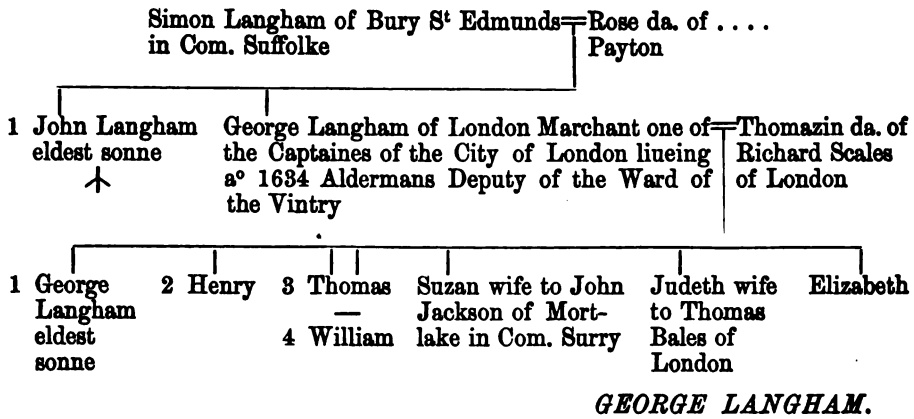 Simon Langham of Bury St Edmunds
in Com. Suffolke
Rose da. of ....
Payton
1 John Langham
eldest sonne
George Langham of London Marchant one of
the Captaines of the City of London liueing
aº 1634 Aldermans Deputy of the Ward of
the Vintry
Thomazin da. of
Richard Scales
of London
1 George
Langham
eldest
sonne
2 Henry
3 Thomas
—
4 William
Suzan wife to John
Jackson of Mort-
lake in Com. Surry
Judeth wife
to Thomas
Bales of
London
Elizabeth
GEORGE LANGHAM.